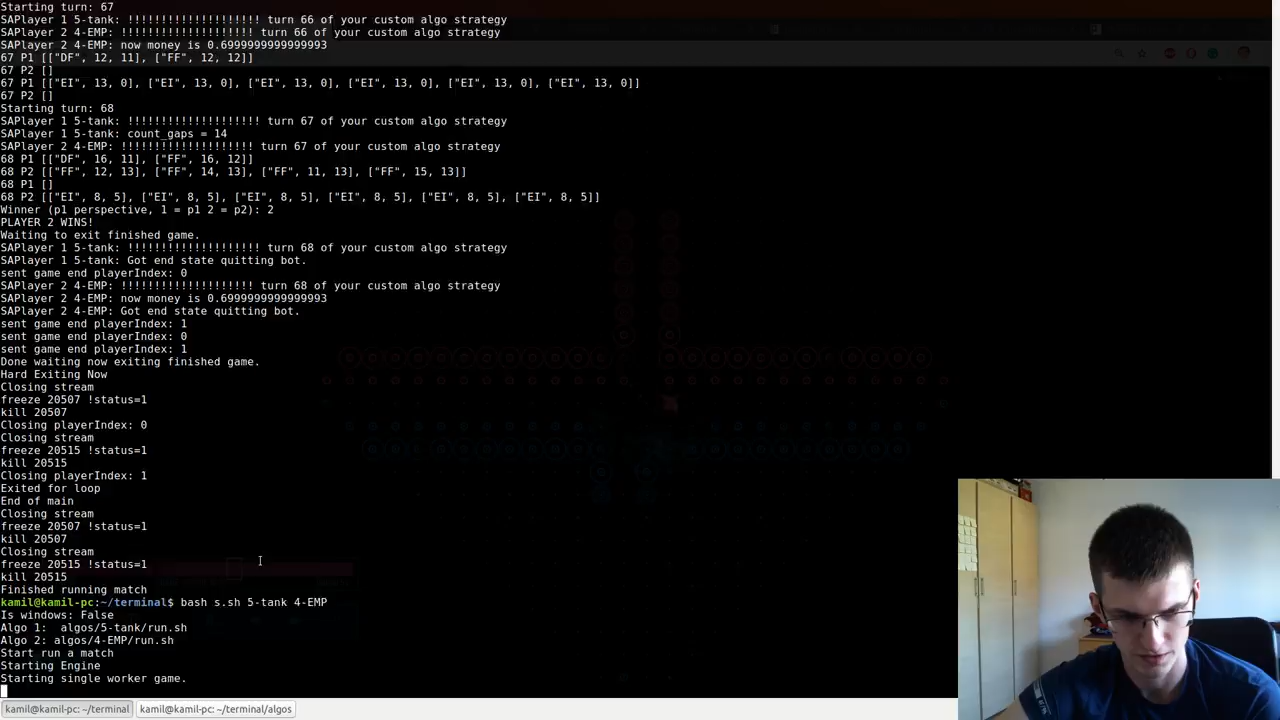 Starting turn: 67
SAPlayer 1 5-tank: !!!!!!!!!!!!!!!!!!!! turn 66 of your custom algo strategy
SAPlayer 2 4-EMP: !!!!!!!!!!!!!!!!!!!! turn 66 of your custom algo strategy
SAPlayer 2 4-EMP: now money is 0.6999999999999993
67 P1 [["DF", 12, 11], ["FF", 12, 12]]
67 P2 []
67 P1 [["EI", 13, 0], ["EI", 13, 0], ["EI", 13, 0], ["EI", 13, 0], ["EI", 13, 0], ["EI", 13, 0]]
67 P2 []
Starting turn: 68
SAPlayer 1 5-tank: !!!!!!!!!!!!!!!!!!!! turn 67 of your custom algo strategy
SAPlayer 1 5-tank: count_gaps = 14
SAPlayer 2 4-EMP: !!!!!!!!!!!!!!!!!!!! turn 67 of your custom algo strategy
68 P1 [["DF", 16, 11], ["FF", 16, 12]]
68 P2 [["FF", 12, 13], ["FF", 14, 13], ["FF", 11, 13], ["FF", 15, 13]]
68 P1 []
68 P2 [["EI", 8, 5], ["EI", 8, 5], ["EI", 8, 5], ["EI", 8, 5], ["EI", 8, 5], ["EI", 8, 5]]
Winner (p1 perspective, 1 = p1 2 = p2): 2
PLAYER 2 WINS!
Waiting to exit finished game.
SAPlayer 1 5-tank: !!!!!!!!!!!!!!!!!!!! turn 68 of your custom algo strategy
SAPlayer 1 5-tank: Got end state quitting bot.
sent game end playerIndex: 0
SAPlayer 2 4-EMP: !!!!!!!!!!!!!!!!!!!! turn 68 of your custom algo strategy
SAPlayer 2 4-EMP: now money is 0.6999999999999993
SAPlayer 2 4-EMP: Got end state quitting bot.
sent game end playerIndex: 1
sent game end playerIndex: 0
sent game end playerIndex: 1
Done waiting now exiting finished game.
Hard Exiting Now
Closing stream
freeze 20507 !status=1
kill 20507
Closing playerIndex: 0
Closing stream
freeze 20515 !status=1
kill 20515
Closing playerIndex: 1
Exited for loop
End of main
Closing stream
freeze 20507 !status=1
kill 20507
Closing stream
freeze 20515 !status=1
kill 20515
Finished running match
kamil@kamil-pc:~/terminal$ bash s.sh 5-tank 4-EMP
Is windows: False
Algo 1:  algos/5-tank/run.sh
Algo 2: algos/4-EMP/run.sh
Start run a match
Starting Engine
Starting single worker game.
kamil@kamil-pc: ~/terminal
kamil@kamil-pc: ~/terminal/algos